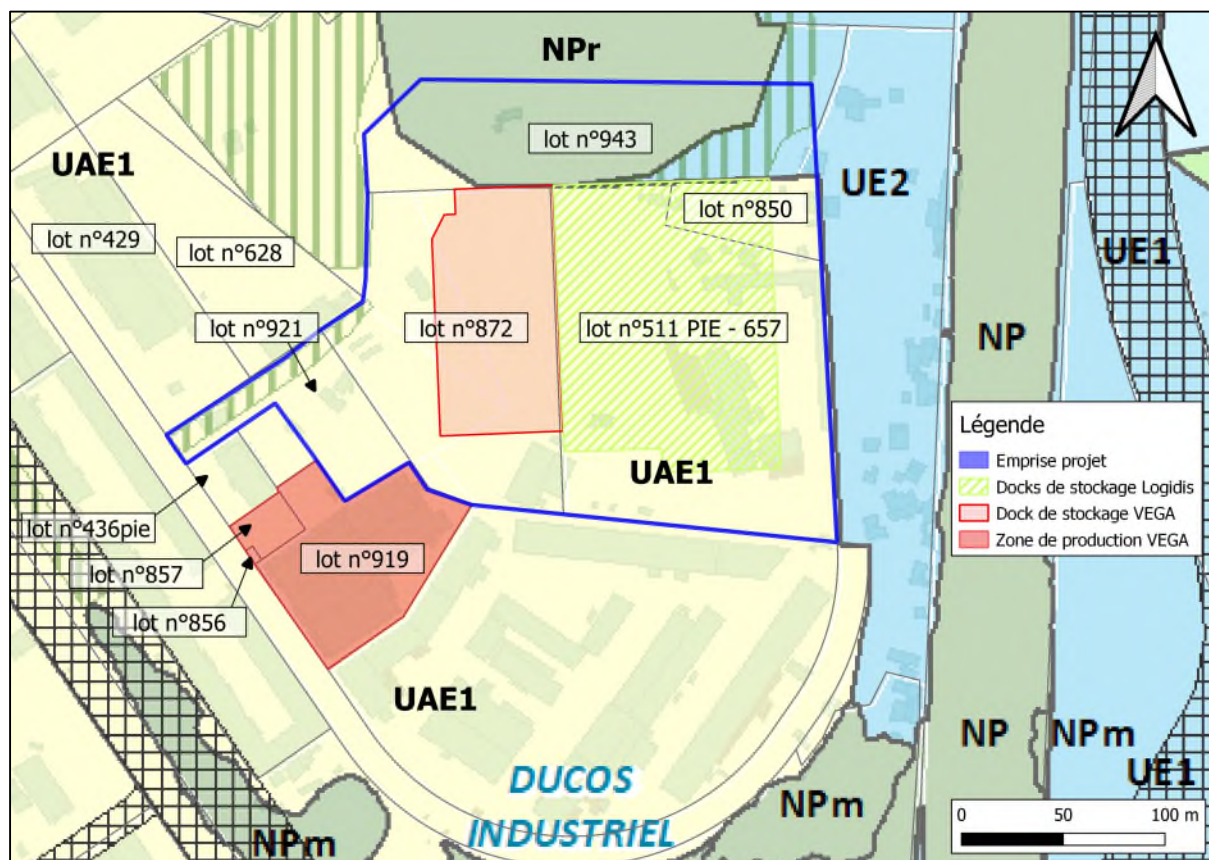 NPr
lot n°943
UAE1
UE2
lot n°850
lot n°429
lot n°628
UE1
lot n°921
lot n°872
lot n°511 PIE - 657
NP
Légende
Emprise projet
Docks de stockage Logidis
Dock de stockage VEGA
Zone de production VEGA
UAE1
lot n°436pie
lot n°919
lot n°857
lot n°856
UAE1
NP
NPm
UE1
DUCOS
INDUSTRIEL
NPm
NPm
0 50 100 m